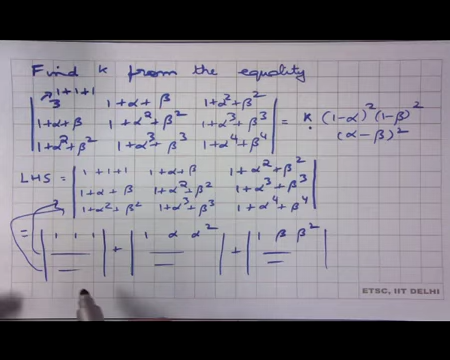 Find k from the equality
1+1+1
3 1+α+β 1+α²+β²
1+α+β 1+α²+β² 1+α³+β³ = k (1-α)² (1-β)²
1+α²+β² 1+α³+β³ 1+α⁴+β⁴ (α-β)²
LHS = 1+1+1 1+α+β 1+α²+β²
1+α+β 1+α²+β² 1+α³+β³
1+α²+β² 1+α³+β³ 1+α⁴+β⁴
= | 1 1 1 | + | 1 α α² | + | 1 β β² |
ETSC, IIT DELHI